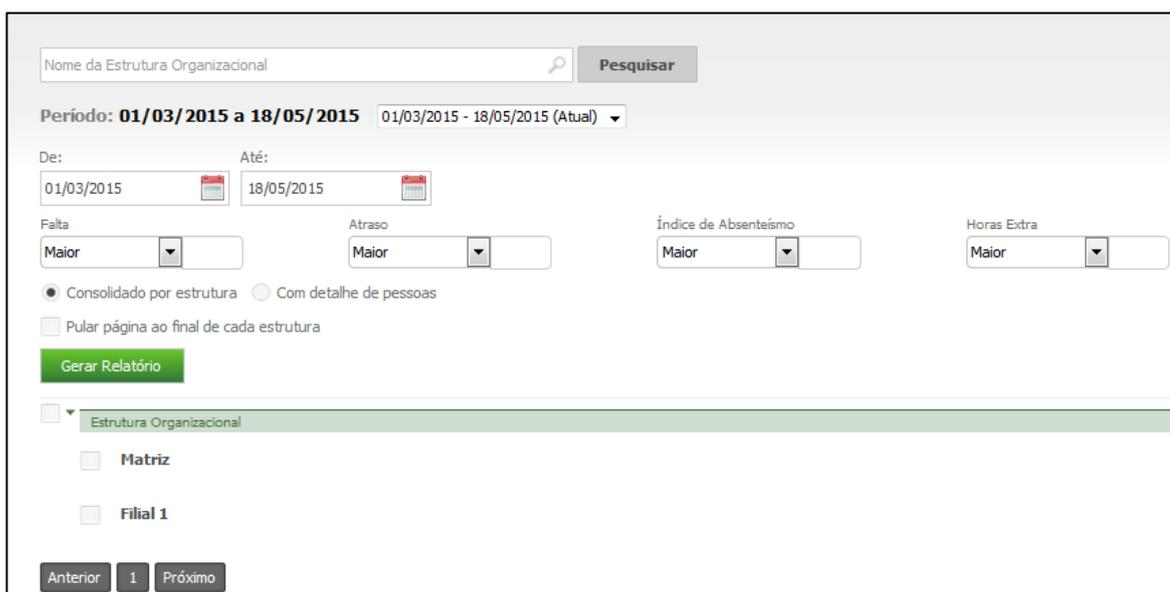 Nome da Estrutura Organizacional Pesquisar
Período: 01/03/2015 a 18/05/2015 01/03/2015 - 18/05/2015 (Atual)
De: Até:
01/03/2015 18/05/2015
Falta Atraso Índice de Absenteísmo Horas Extra
Maior Maior Maior Maior
Consolidado por estrutura Com detalhe de pessoas
Pular página ao final de cada estrutura
Gerar Relatório
Estrutura Organizacional
Matriz
Filial 1
Anterior 1 Próximo